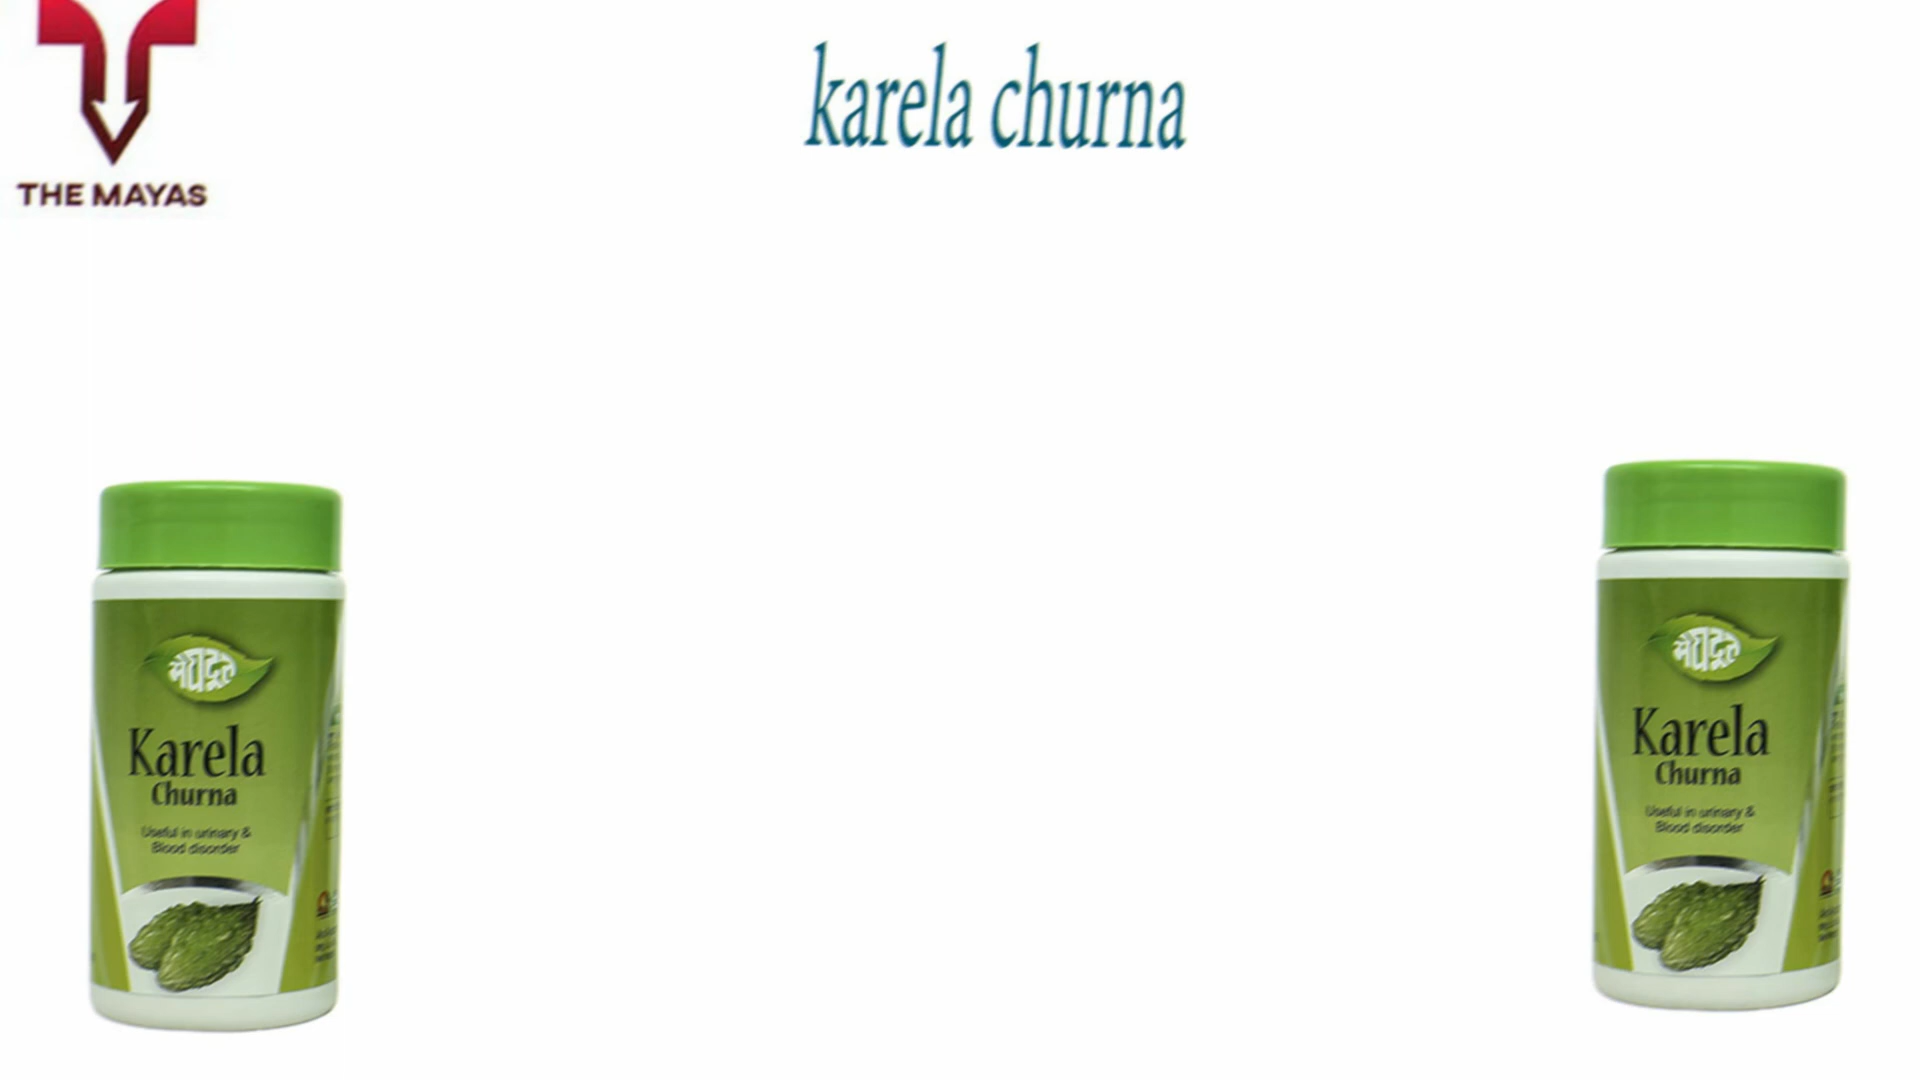 THE MAYAS
karela churna
मेघदूत
Karela
Churna
Useful in urinary &
Blood disorder
मेघदूत
Karela
Churna
Useful in urinary &
Blood disorder